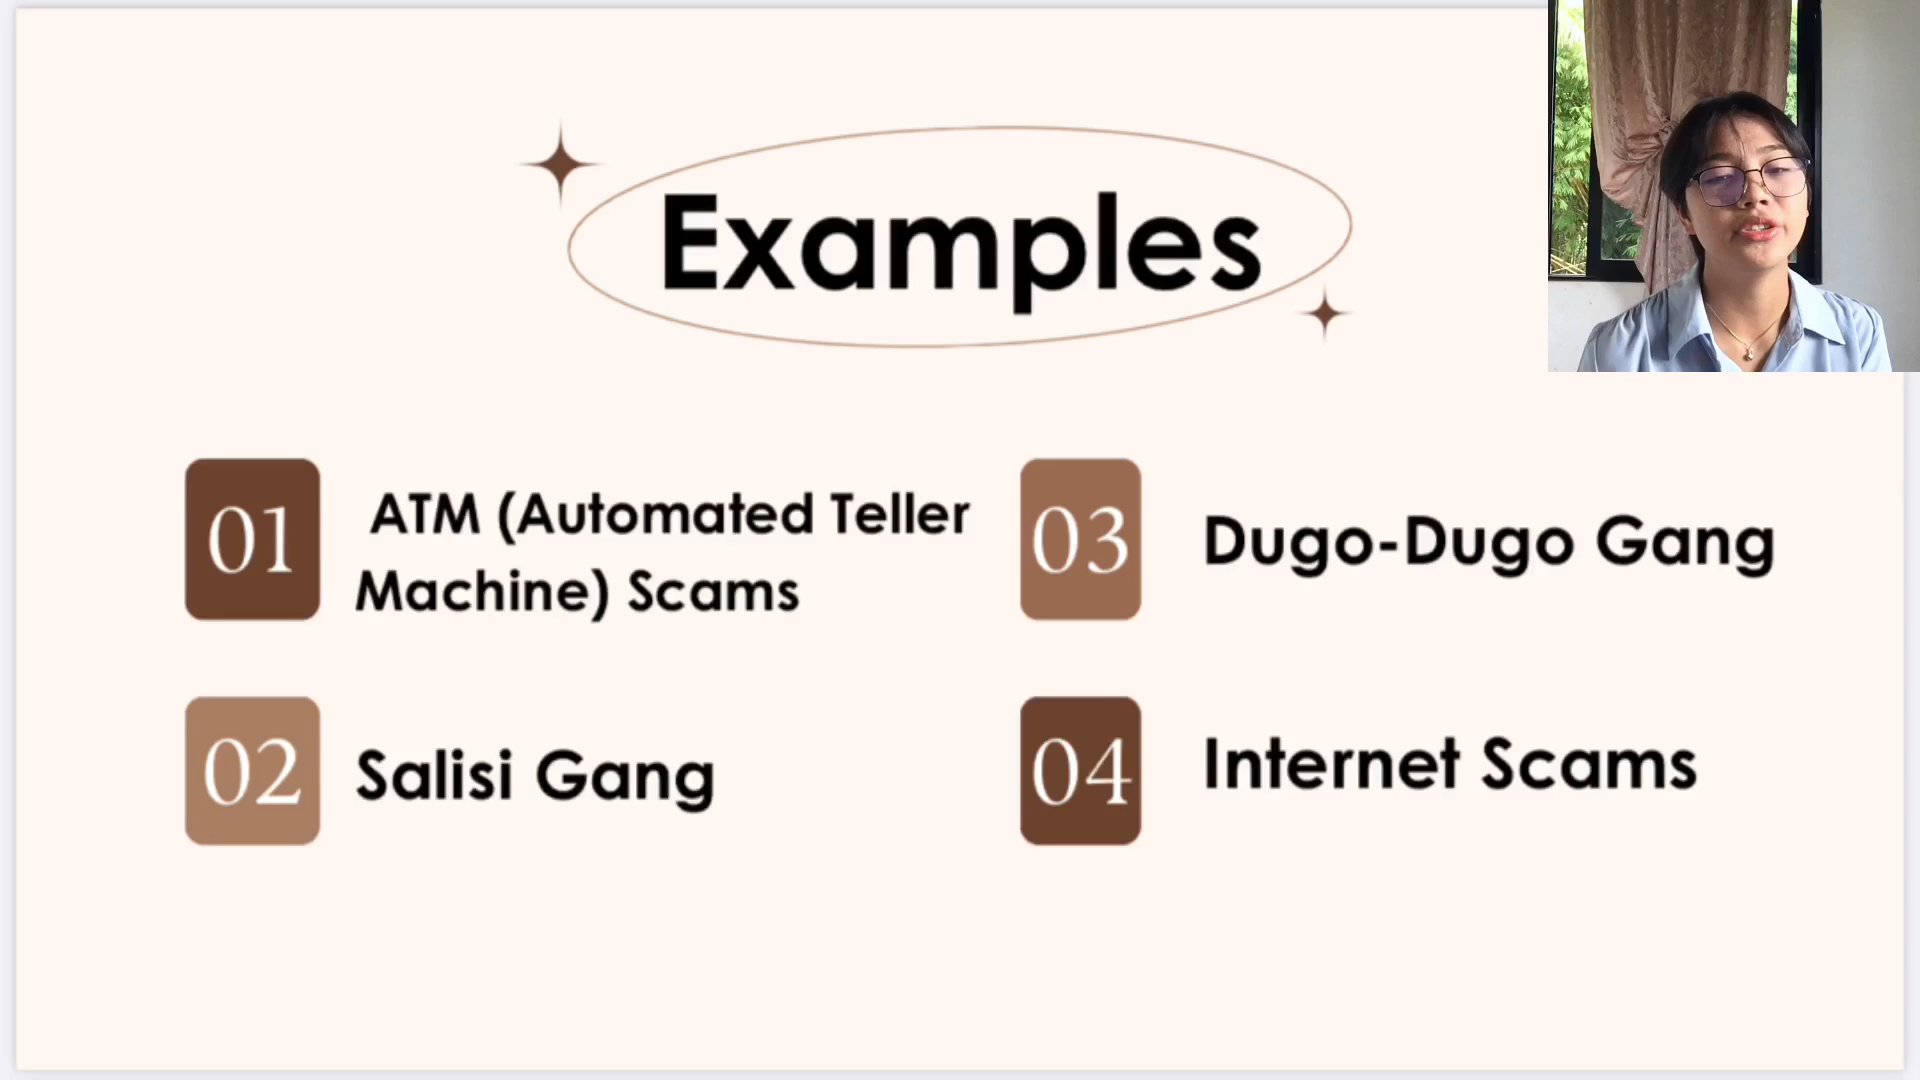 Examples
01
ATM (Automated Teller
Machine) Scams
02
Salisi Gang
03
Dugo-Dugo Gang
04
Internet Scams